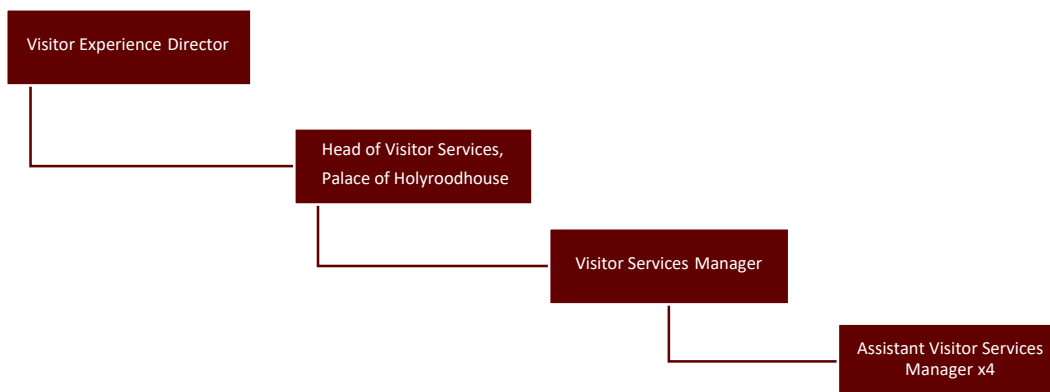 Visitor Experience Director
Head of Visitor Services,
Palace of Holyroodhouse
Visitor Services Manager
Assistant Visitor Services
Manager x4